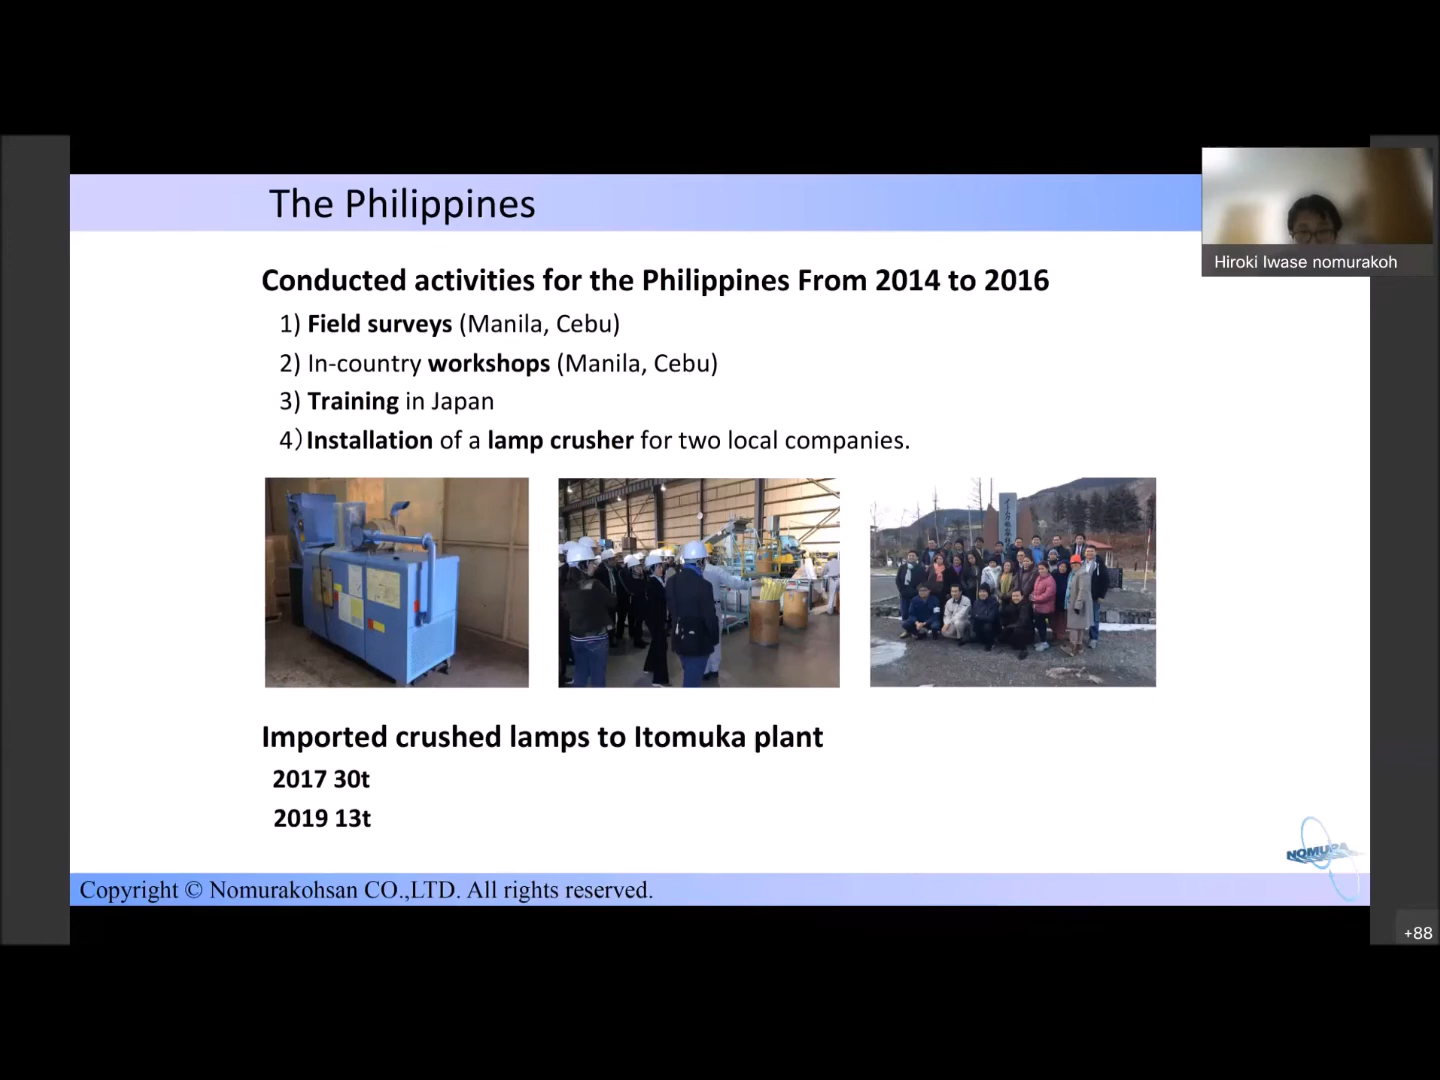 The Philippines
Hiroki Iwase nomurakoh
Conducted activities for the Philippines From 2014 to 2016
1) Field surveys (Manila, Cebu)
2) In-country workshops (Manila, Cebu)
3) Training in Japan
4）Installation of a lamp crusher for two local companies.
Imported crushed lamps to Itomuka plant
2017 30t
2019 13t
NOMURA
Copyright © Nomurakohsan CO.,LTD. All rights reserved.
+88